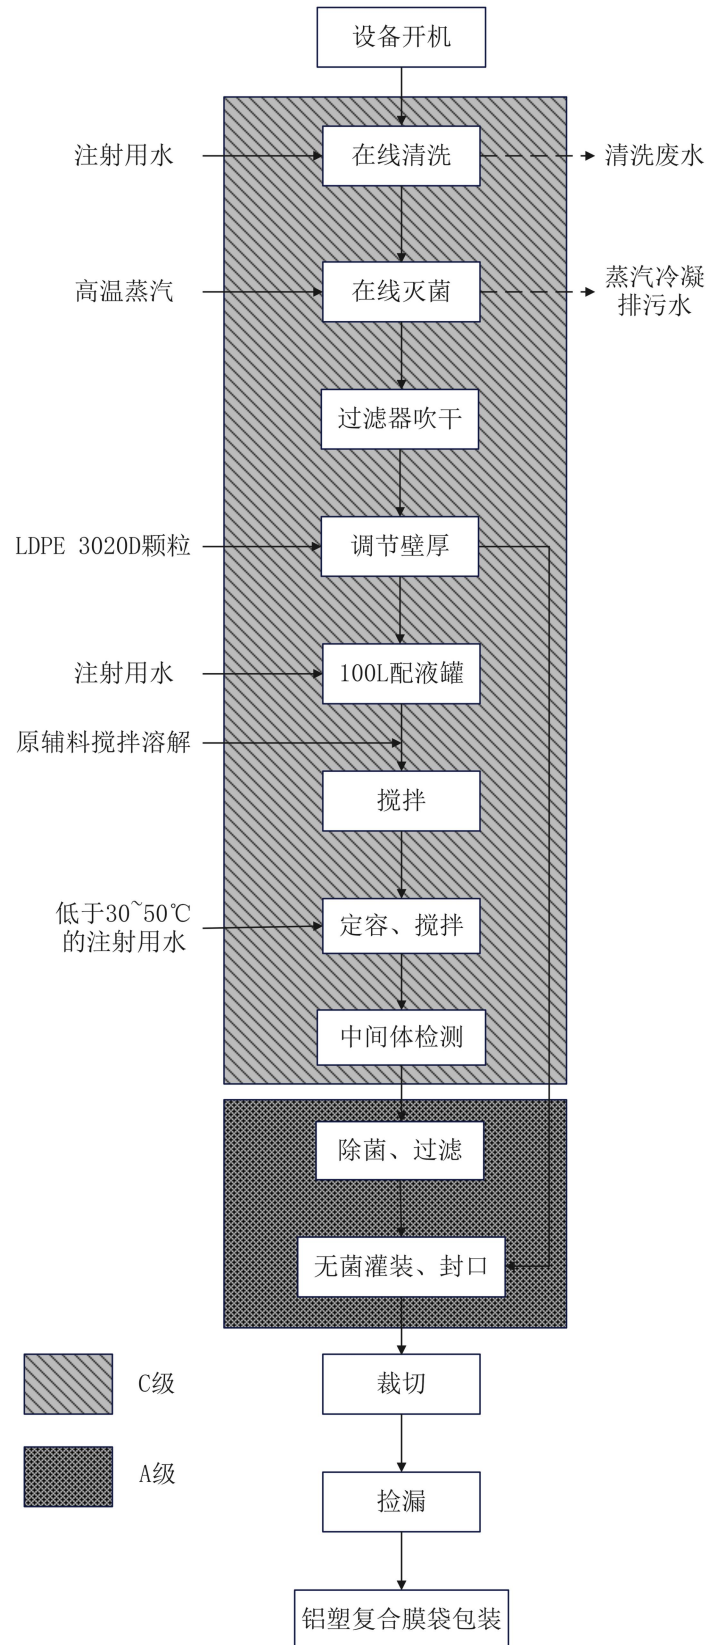 设备开机
注射用水
在线清洗
清洗废水
高温蒸汽
在线灭菌
蒸汽冷凝
排污水
过滤器吹干
LDPE 3020D颗粒
调节壁厚
注射用水
100L配液罐
原辅料搅拌溶解
搅拌
低于30~50℃
的注射用水
定容、搅拌
中间体检测
除菌、过滤
无菌灌装、封口
C级
裁切
A级
捡漏
铝塑复合膜袋包装